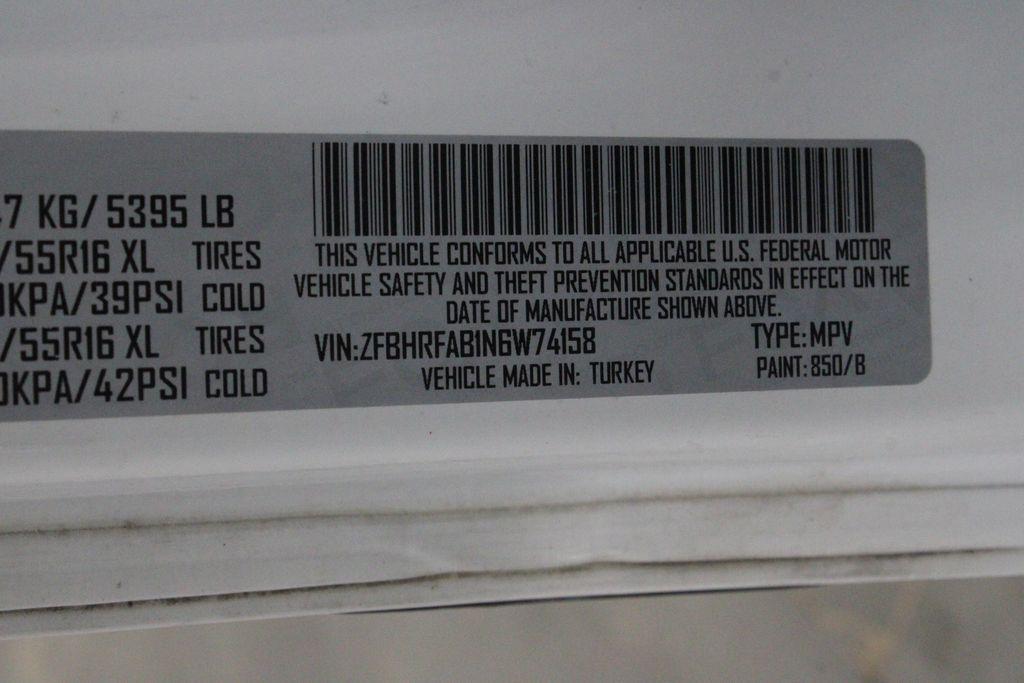 47 KG/ 5395 LB
/55R16 XL TIRES
0KPA/39PSI COLD
/55R16 XL TIRES
0KPA/42PSI COLD
THIS VEHICLE CONFORMS TO ALL APPLICABLE U.S. FEDERAL MOTOR
VEHICLE SAFETY AND THEFT PREVENTION STANDARDS IN EFFECT ON THE
DATE OF MANUFACTURE SHOWN ABOVE.
VIN:ZFBHRFAB1N6W74158 TYPE:MPV
VEHICLE MADE IN: TURKEY PAINT:850/B